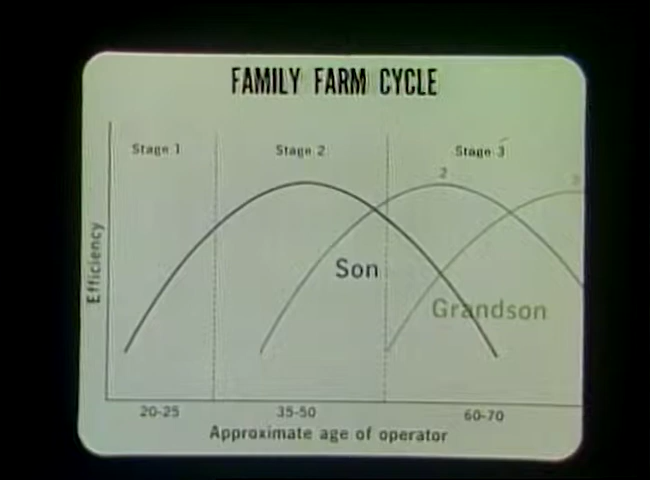 FAMILY FARM CYCLE
Stage 1 Stage 2 Stage 3
2 3
Efficiency
Son
Grandson
20-25 35-50 60-70
Approximate age of operator